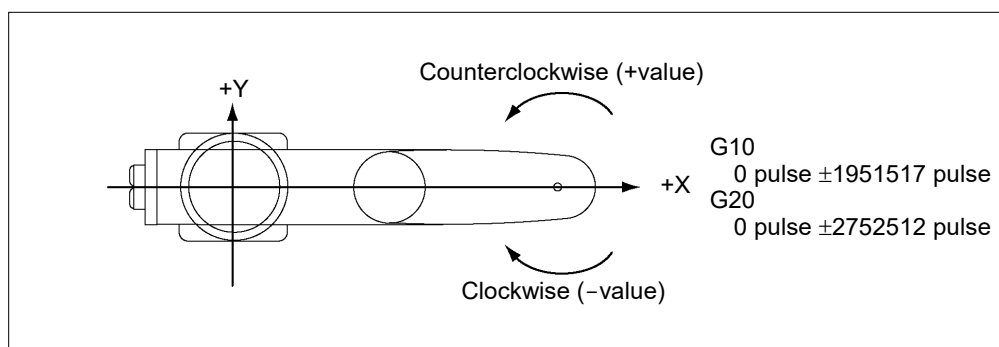 Counterclockwise (+value)
+Y
G10
0 pulse ±1951517 pulse
+X
G20
0 pulse ±2752512 pulse
Clockwise (−value)